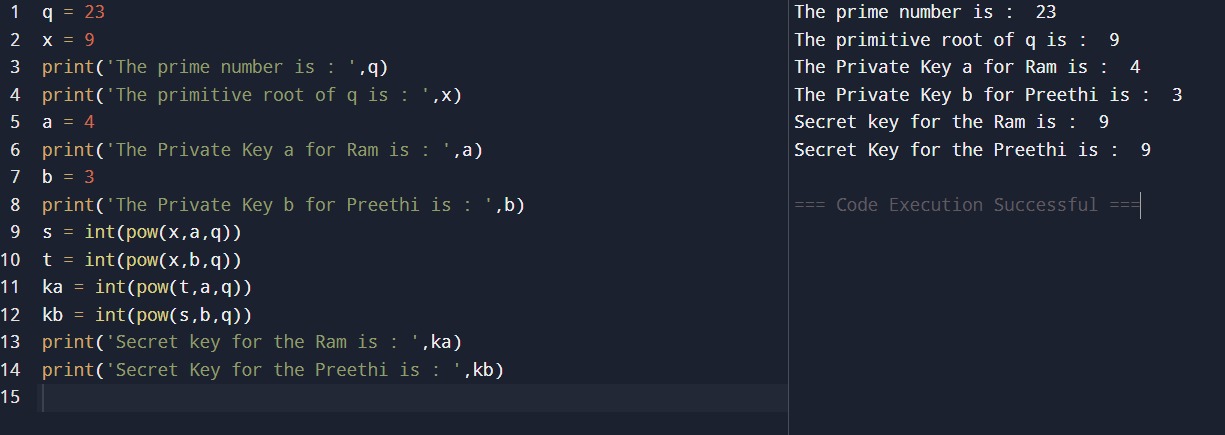 1 q = 23
2 x = 9
3 print('The prime number is : ',q)
4 print('The primitive root of q is : ',x)
5 a = 4
6 print('The Private Key a for Ram is : ',a)
7 b = 3
8 print('The Private Key b for Preethi is : ',b)
9 s = int(pow(x,a,q))
10 t = int(pow(x,b,q))
11 ka = int(pow(t,a,q))
12 kb = int(pow(s,b,q))
13 print('Secret key for the Ram is : ',ka)
14 print('Secret Key for the Preethi is : ',kb)
15
The prime number is :  23
The primitive root of q is :  9
The Private Key a for Ram is :  4
The Private Key b for Preethi is :  3
Secret key for the Ram is :  9
Secret Key for the Preethi is :  9
=== Code Execution Successful ===